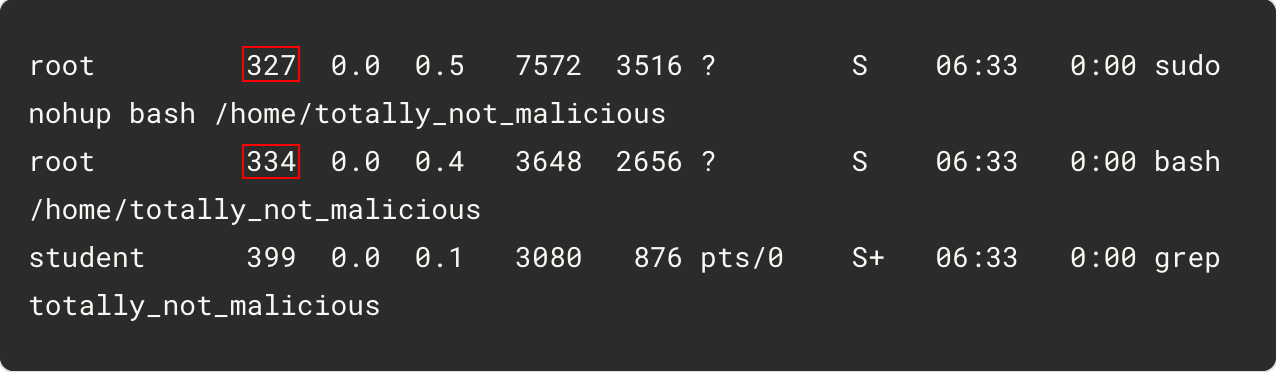 root 327 0.0 0.5 7572 3516 ? S 06:33 0:00 sudo
nohup bash /home/totally_not_malicious
root 334 0.0 0.4 3648 2656 ? S 06:33 0:00 bash
/home/totally_not_malicious
student 399 0.0 0.1 3080 876 pts/0 S+ 06:33 0:00 grep
totally_not_malicious